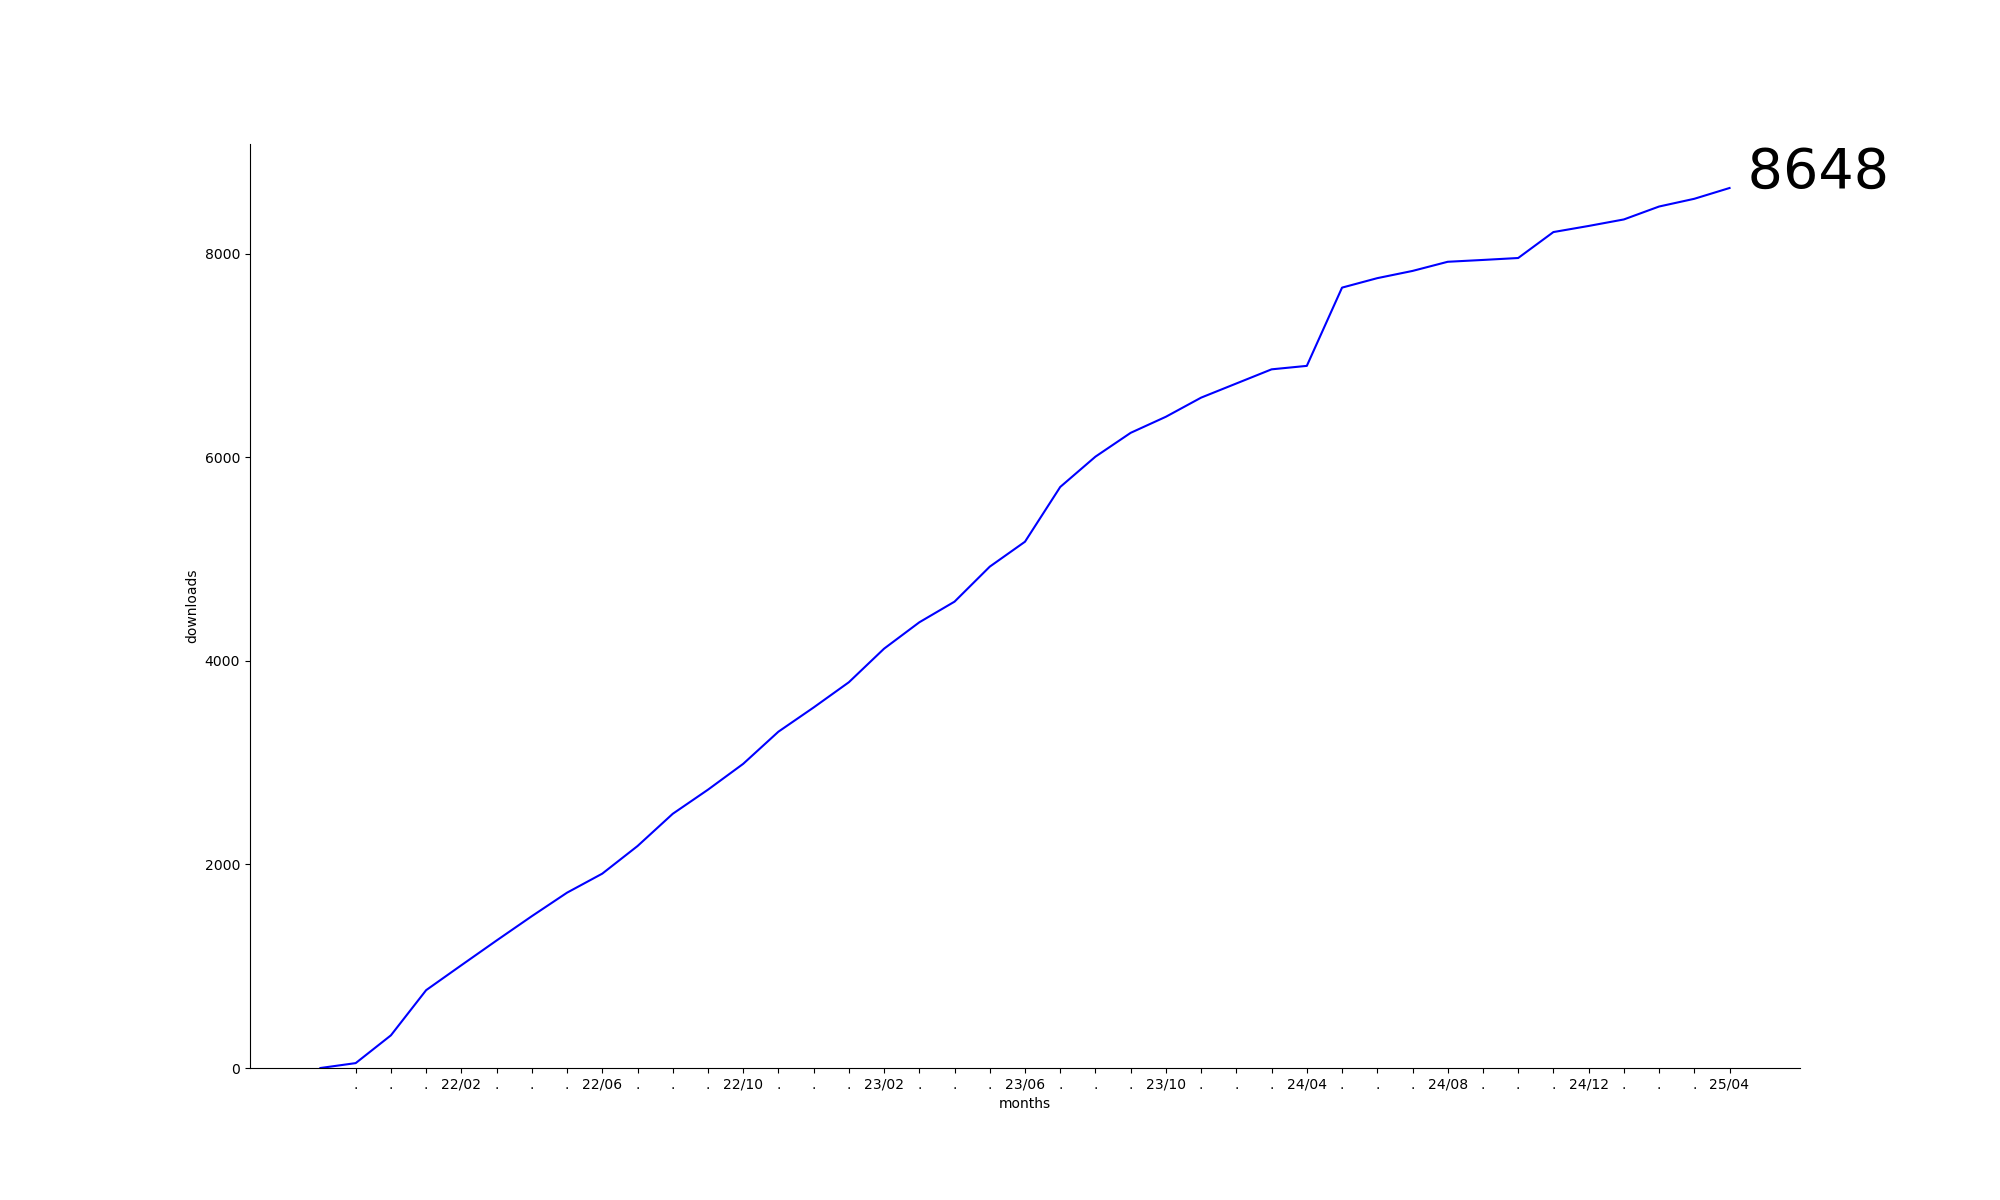 8648
8000
6000
4000
2000
0
downloads
. . . 22/02 . . . 22/06 . . . 22/10 . . . 23/02 . . . 23/06 . . . 23/10 . . . 24/04 . . . 24/08 . . . 24/12 . . . 25/04
months